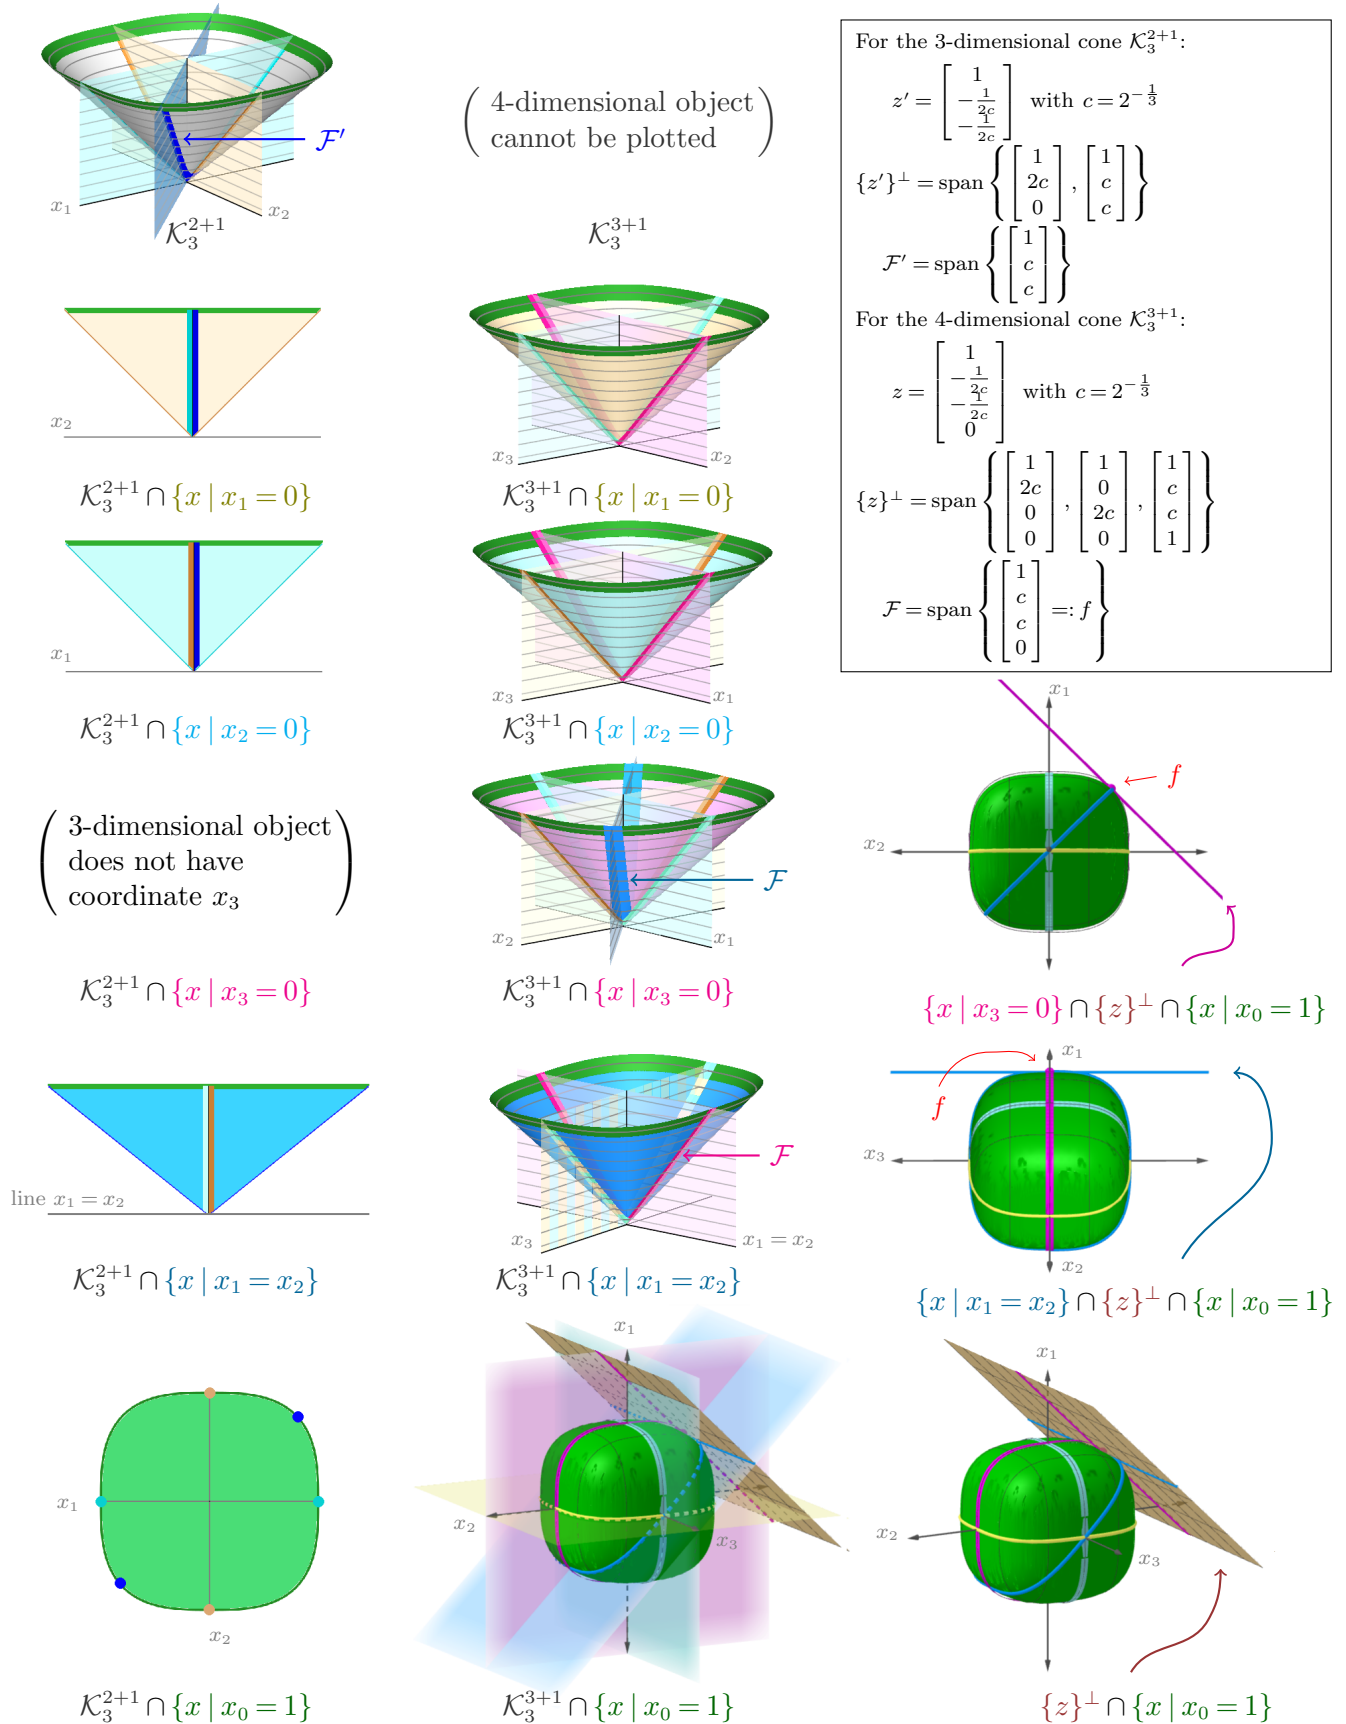 ℱ′
x₁
x₂
𝒦₃²⁺¹
( 4-dimensional object
cannot be plotted )
𝒦₃³⁺¹
For the 3-dimensional cone 𝒦₃²⁺¹:
z′ = [1, −1/2c, −1/2c] with c = 2^{−1/3}
{z′}^⊥ = span { [1, 2c, 0], [1, c, c] }
ℱ′ = span { [1, c, c] }
For the 4-dimensional cone 𝒦₃³⁺¹:
z = [1, −1/2c, −1/2c, 0] with c = 2^{−1/3}
{z}^⊥ = span { [1, 2c, 0, 0], [1, 0, 2c, 0], [1, c, c, 1] }
ℱ = span { [1, c, c, 0] =: f }
x₂
𝒦₃²⁺¹ ∩ {x | x₁ = 0}
x₃
x₂
𝒦₃³⁺¹ ∩ {x | x₁ = 0}
x₁
𝒦₃²⁺¹ ∩ {x | x₂ = 0}
x₃
x₁
𝒦₃³⁺¹ ∩ {x | x₂ = 0}
x₁
f
x₂
{x | x₃ = 0} ∩ {z}^⊥ ∩ {x | x₀ = 1}
( 3-dimensional object
does not have
coordinate x₃ )
𝒦₃²⁺¹ ∩ {x | x₃ = 0}
ℱ
x₂
x₁
𝒦₃³⁺¹ ∩ {x | x₃ = 0}
line x₁ = x₂
𝒦₃²⁺¹ ∩ {x | x₁ = x₂}
ℱ
x₃
x₁ = x₂
𝒦₃³⁺¹ ∩ {x | x₁ = x₂}
x₁
f
x₃
x₂
{x | x₁ = x₂} ∩ {z}^⊥ ∩ {x | x₀ = 1}
x₁
x₂
𝒦₃²⁺¹ ∩ {x | x₀ = 1}
x₁
x₂
x₃
𝒦₃³⁺¹ ∩ {x | x₀ = 1}
x₁
x₂
x₃
{z}^⊥ ∩ {x | x₀ = 1}